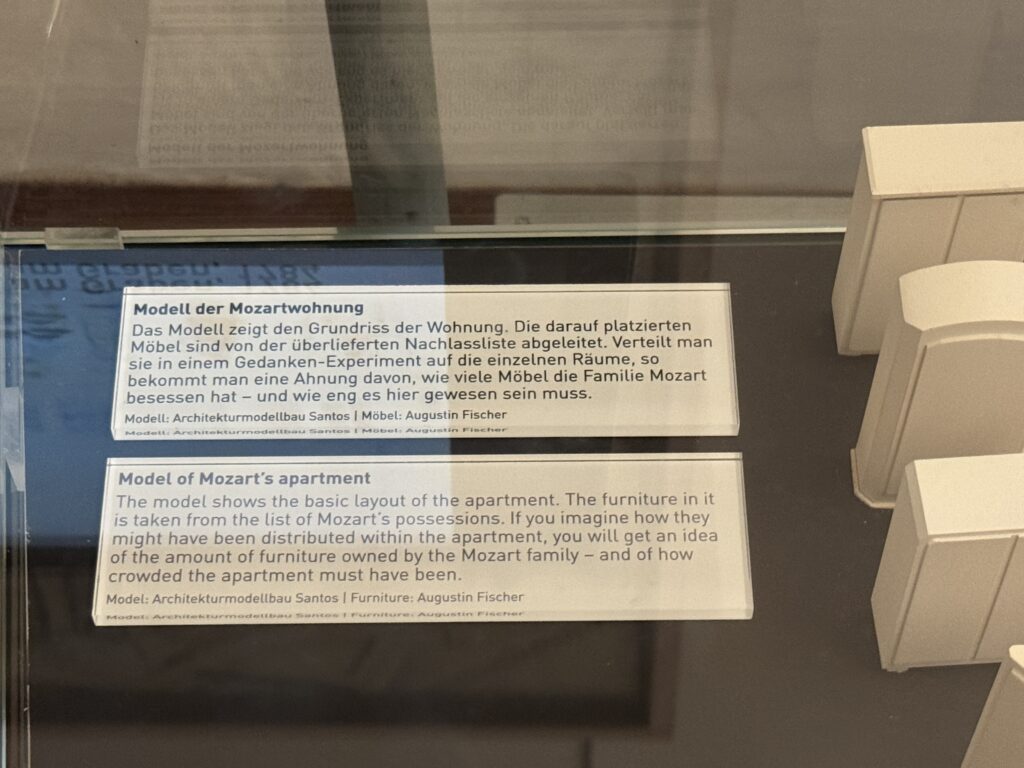 am Graben, 1784
Modell der Mozartwohnung
Das Modell zeigt den Grundriss der Wohnung. Die darauf platzierten
Möbel sind von der überlieferten Nachlassliste abgeleitet. Verteilt man
sie in einem Gedanken-Experiment auf die einzelnen Räume, so
bekommt man eine Ahnung davon, wie viele Möbel die Familie Mozart
besessen hat – und wie eng es hier gewesen sein muss.
Modell: Architekturmodellbau Santos | Möbel: Augustin Fischer
Model of Mozart's apartment
The model shows the basic layout of the apartment. The furniture in it
is taken from the list of Mozart's possessions. If you imagine how they
might have been distributed within the apartment, you will get an idea
of the amount of furniture owned by the Mozart family – and of how
crowded the apartment must have been.
Model: Architekturmodellbau Santos | Furniture: Augustin Fischer